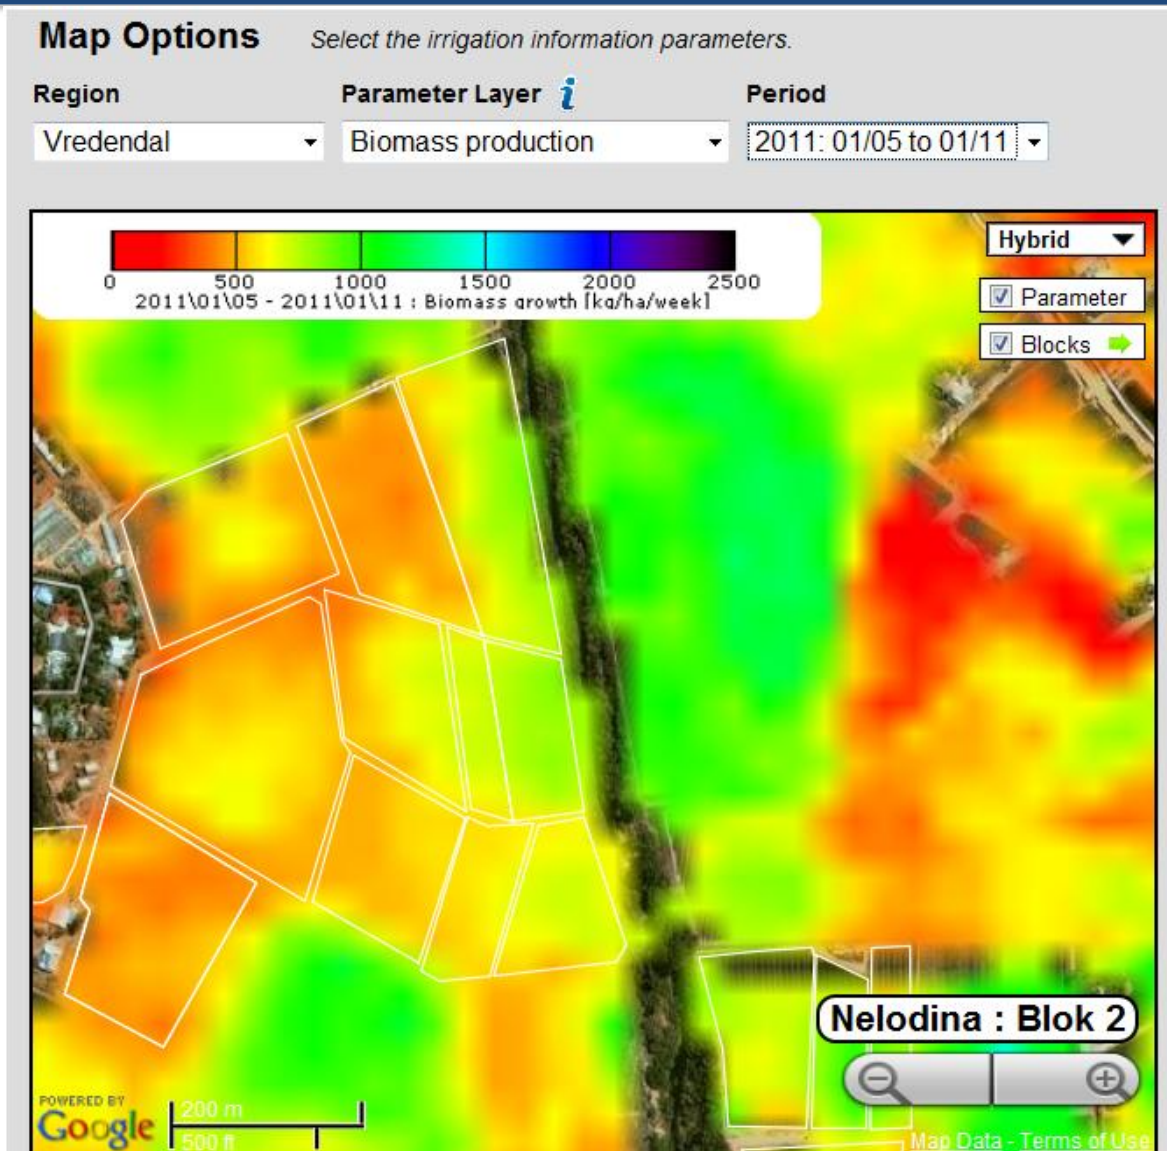 Map Options Select the irrigation information parameters.
Region Parameter Layer i Period
Vredendal Biomass production 2011: 01/05 to 01/11
Hybrid
0 500 1000 1500 2000 2500
2011\01\05 - 2011\01\11 : Biomass growth [kg/ha/week]
Parameter
Blocks
Nelodina : Blok 2
POWERED BY
Google
200 m
500 ft
Map Data - Terms of Use